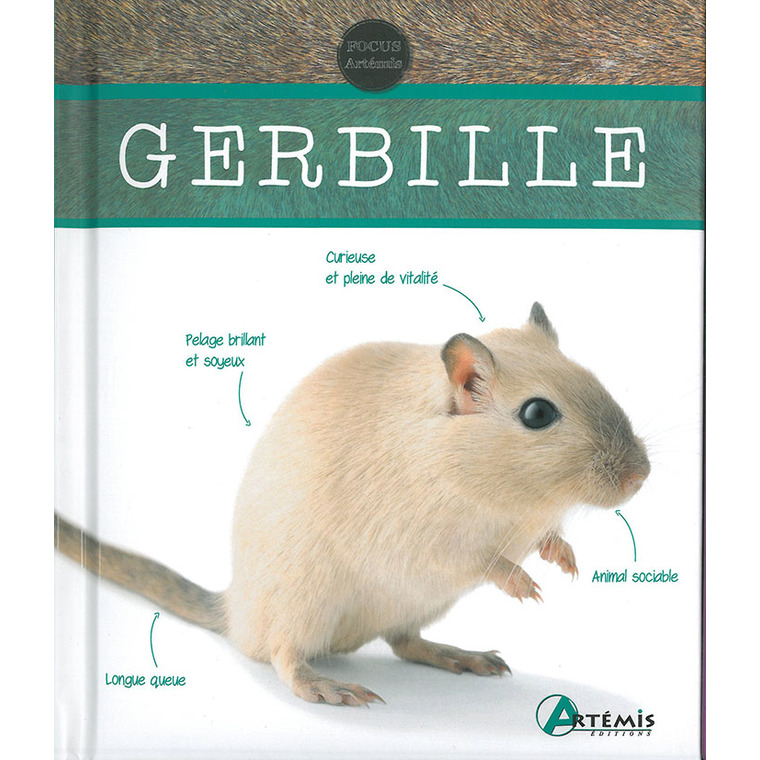 FOCUS
Artémis
GERBILLE
Curieuse
et pleine de vitalité
Pelage brillant
et soyeux
Animal sociable
Longue queue
ARTÉMIS
ÉDITIONS